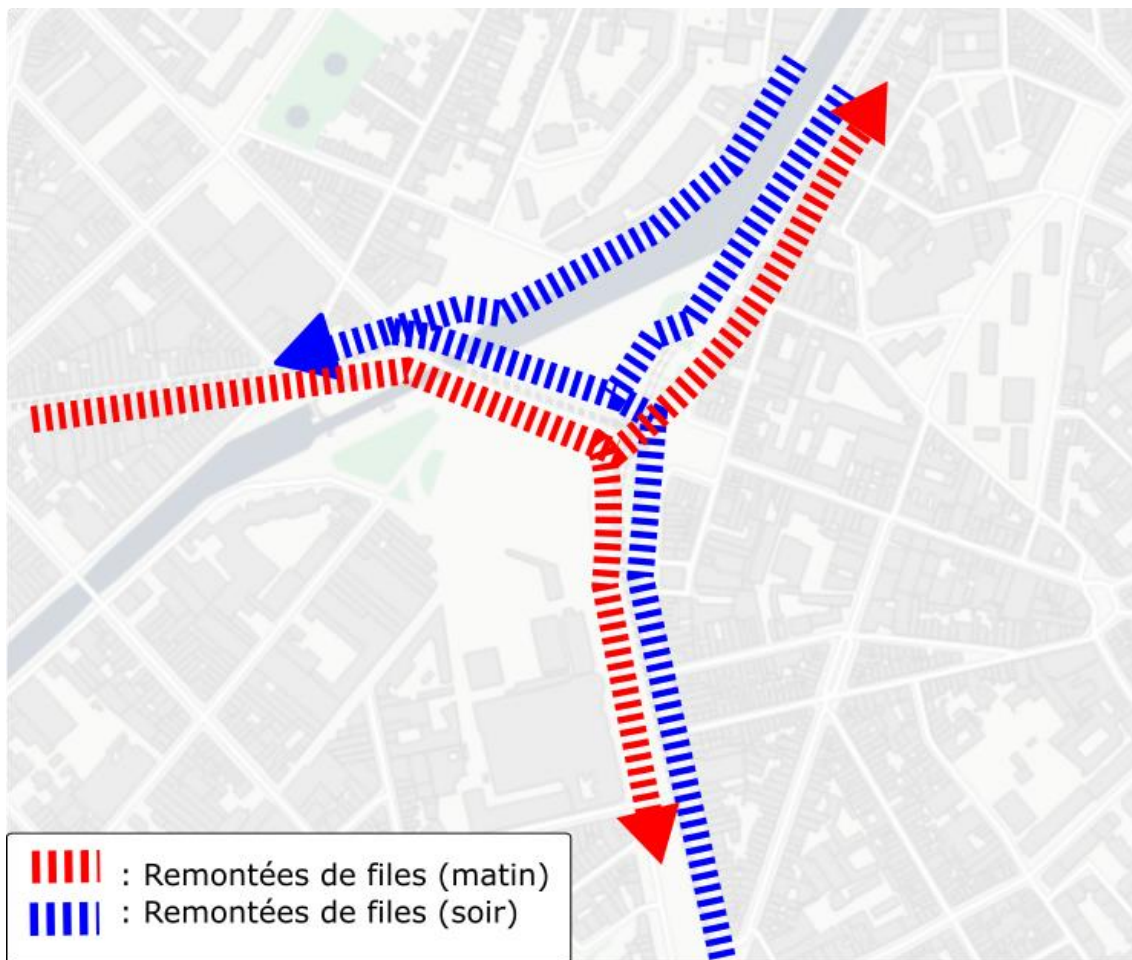 : Remontées de files (matin)
: Remontées de files (soir)